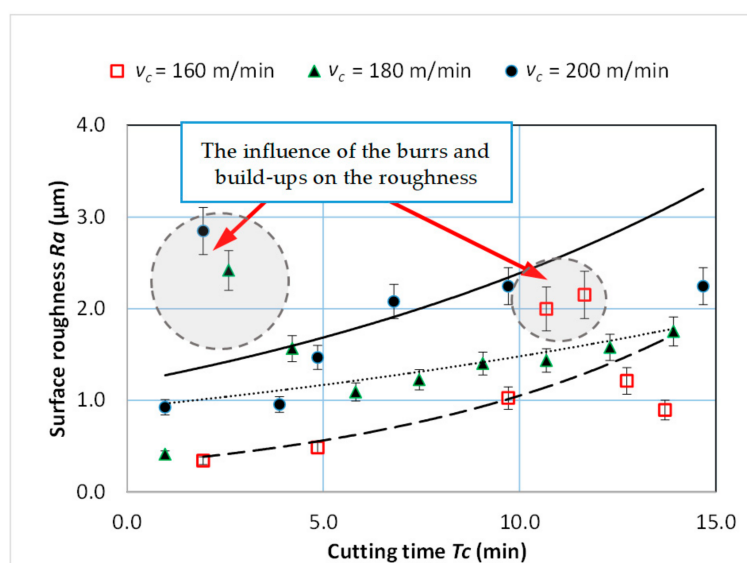 vc = 160 m/min vc = 180 m/min vc = 200 m/min
4.0
The influence of the burrs and
build-ups on the roughness
3.0
2.0
1.0
0.0
Surface roughness Ra (μm)
0.0 5.0 10.0 15.0
Cutting time Tc (min)